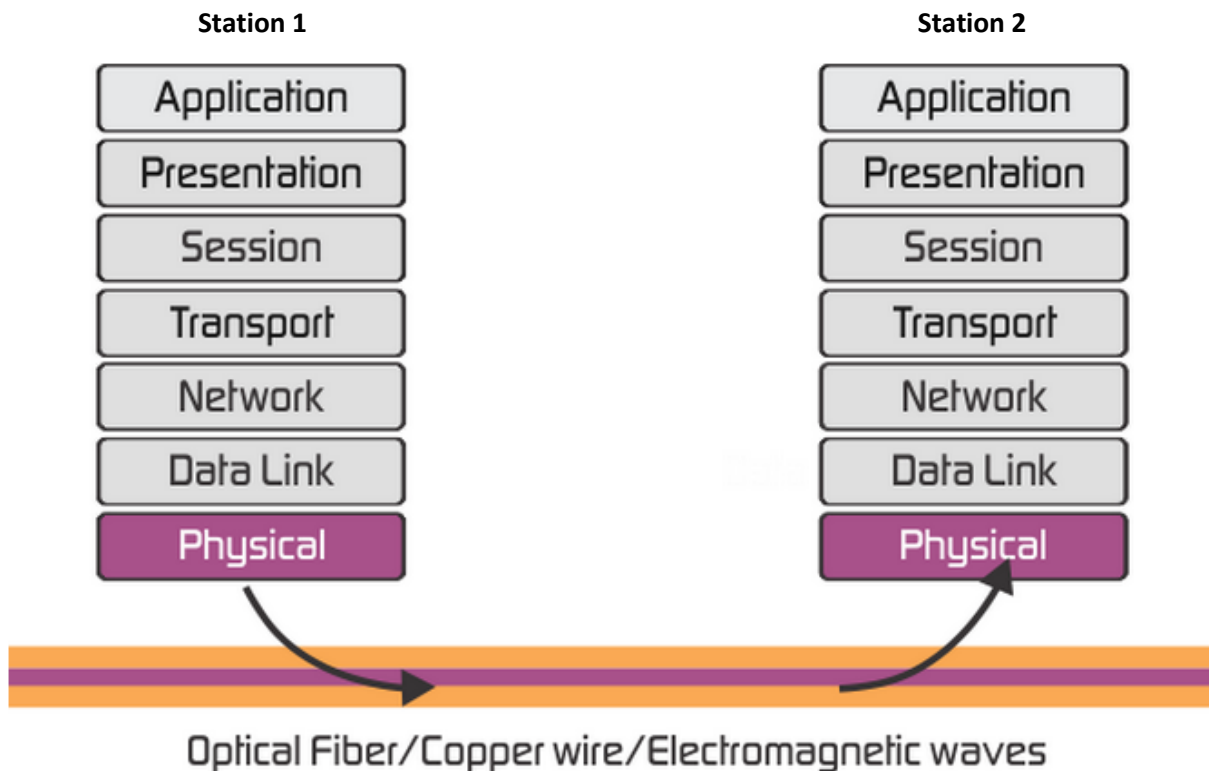 Station 1
Station 2
Application
Presentation
Session
Transport
Network
Data Link
Physical
Application
Presentation
Session
Transport
Network
Data Link
Physical
Optical Fiber/Copper wire/Electromagnetic waves